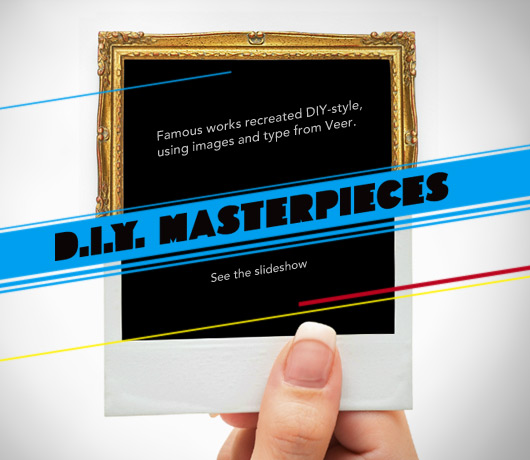 Famous works recreated DIY-style,
using images and type from Veer.
D.I.Y. MASTERPIECES
See the slideshow